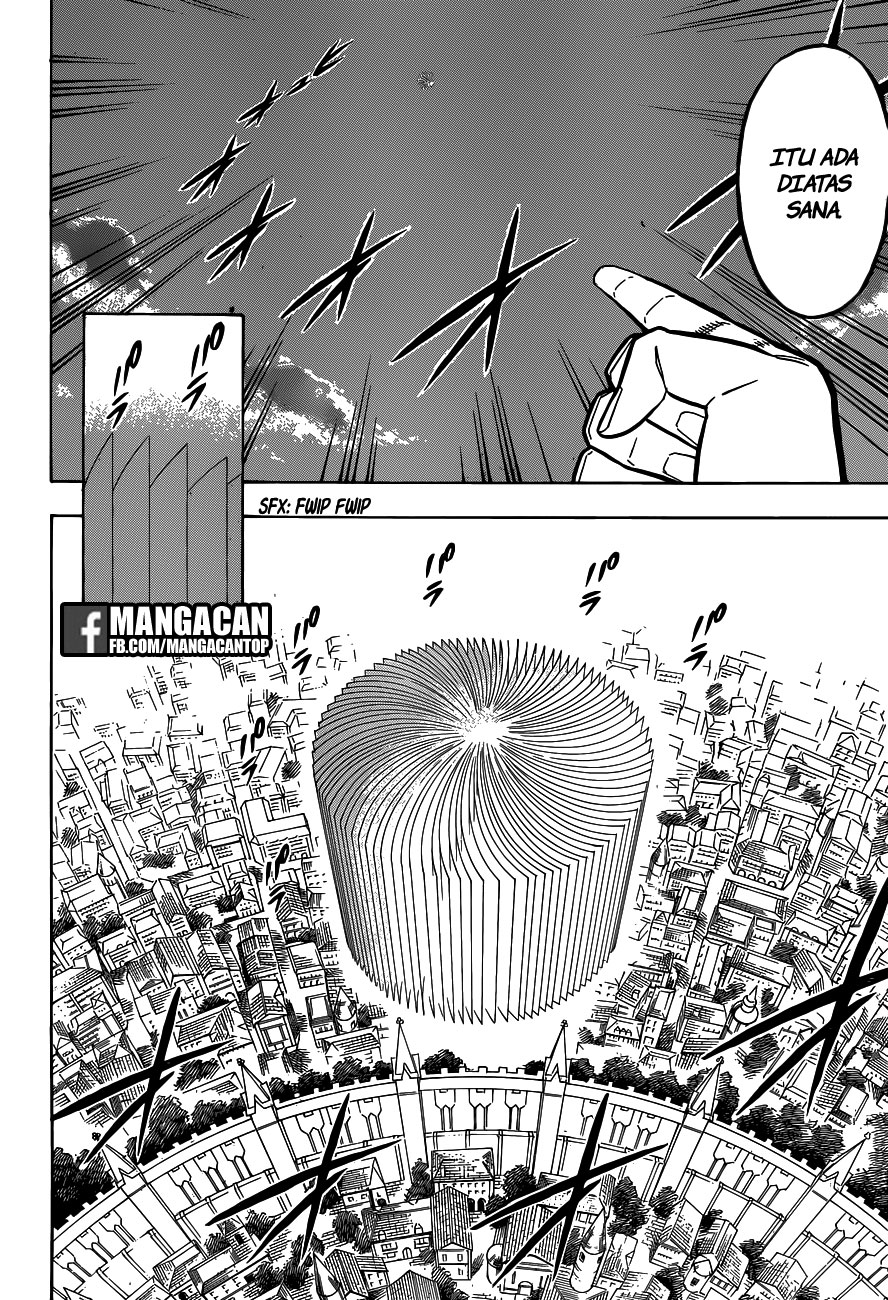 ITU ADA
DIATAS
SANA.
SFX: FWIP FWIP
f MANGACAN
FB.COM/MANGACANTOP